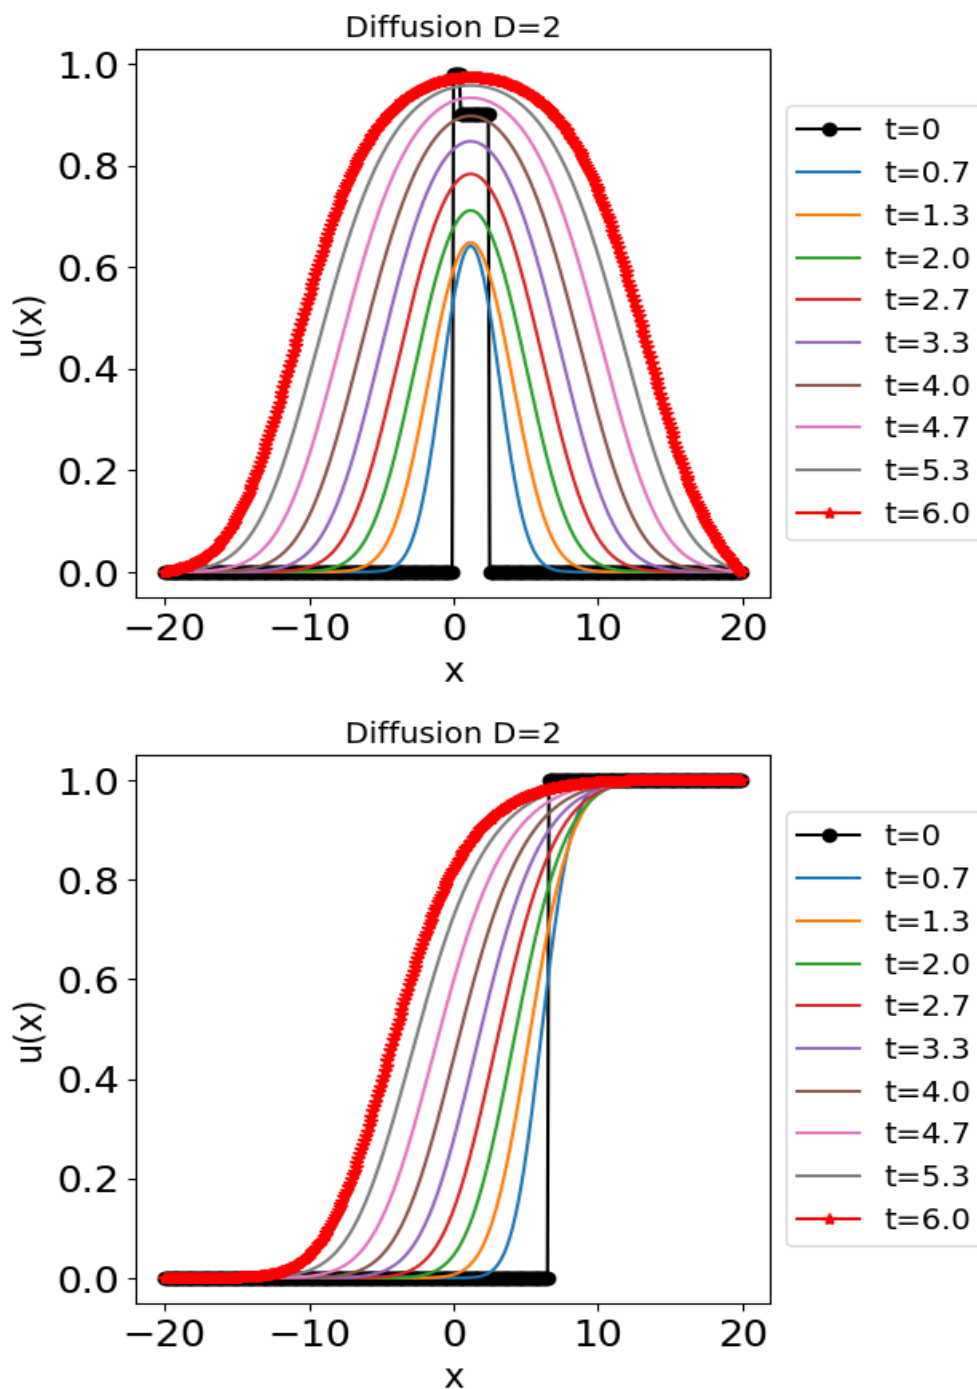 Diffusion D=2
1.0
0.8
0.6
0.4
0.2
0.0
u(x)
−20 −10 0 10 20
x
t=0
t=0.7
t=1.3
t=2.0
t=2.7
t=3.3
t=4.0
t=4.7
t=5.3
t=6.0
Diffusion D=2
1.0
0.8
0.6
0.4
0.2
0.0
u(x)
−20 −10 0 10 20
x
t=0
t=0.7
t=1.3
t=2.0
t=2.7
t=3.3
t=4.0
t=4.7
t=5.3
t=6.0